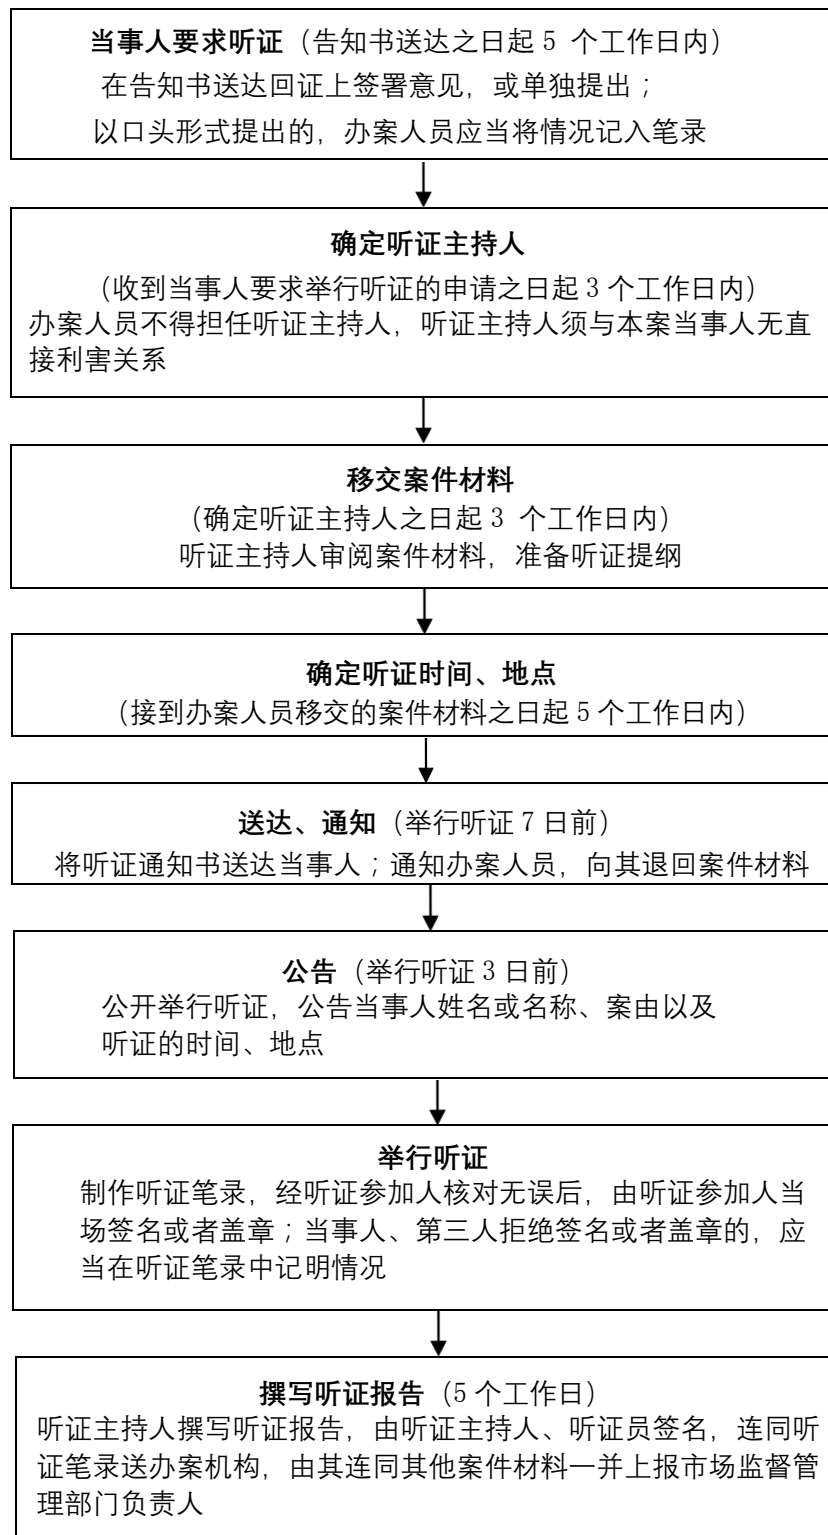 当事人要求听证（告知书送达之日起 5 个工作日内）
在告知书送达回证上签署意见，或单独提出；
以口头形式提出的，办案人员应当将情况记入笔录
确定听证主持人
（收到当事人要求举行听证的申请之日起 3 个工作日内）
办案人员不得担任听证主持人，听证主持人须与本案当事人无直
接利害关系
移交案件材料
（确定听证主持人之日起 3 个工作日内）
听证主持人审阅案件材料，准备听证提纲
确定听证时间、地点
（接到办案人员移交的案件材料之日起 5 个工作日内）
送达、通知（举行听证 7 日前）
将听证通知书送达当事人；通知办案人员，向其退回案件材料
公告（举行听证 3 日前）
公开举行听证，公告当事人姓名或名称、案由以及
听证的时间、地点
举行听证
制作听证笔录，经听证参加人核对无误后，由听证参加人当
场签名或者盖章；当事人、第三人拒绝签名或者盖章的，应
当在听证笔录中记明情况
撰写听证报告（5 个工作日）
听证主持人撰写听证报告，由听证主持人、听证员签名，连同听
证笔录送办案机构，由其连同其他案件材料一并上报市场监督管
理部门负责人